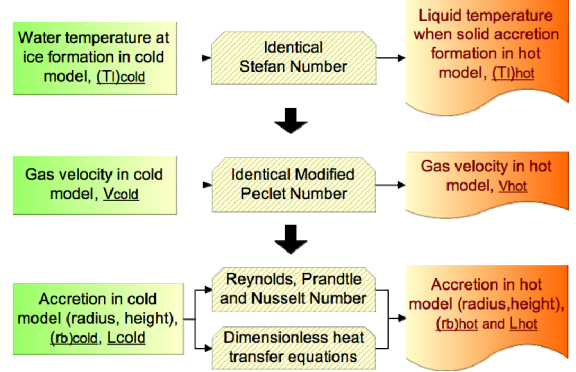 Water temperature at
ice formation in cold
model, (Tl)cold
Identical
Stefan Number
Liquid temperature
when solid accretion
formation in hot
model, (Tl)hot
Gas velocity in cold
model, Vcold
Identical Modified
Peclet Number
Gas velocity in hot
model, Vhot
Accretion in cold
model (radius, height),
(rb)cold, Lcold
Reynolds, Prandtle
and Nusselt Number
Dimensionless heat
transfer equations
Accretion in hot
model (radius,height),
(rb)hot and Lhot